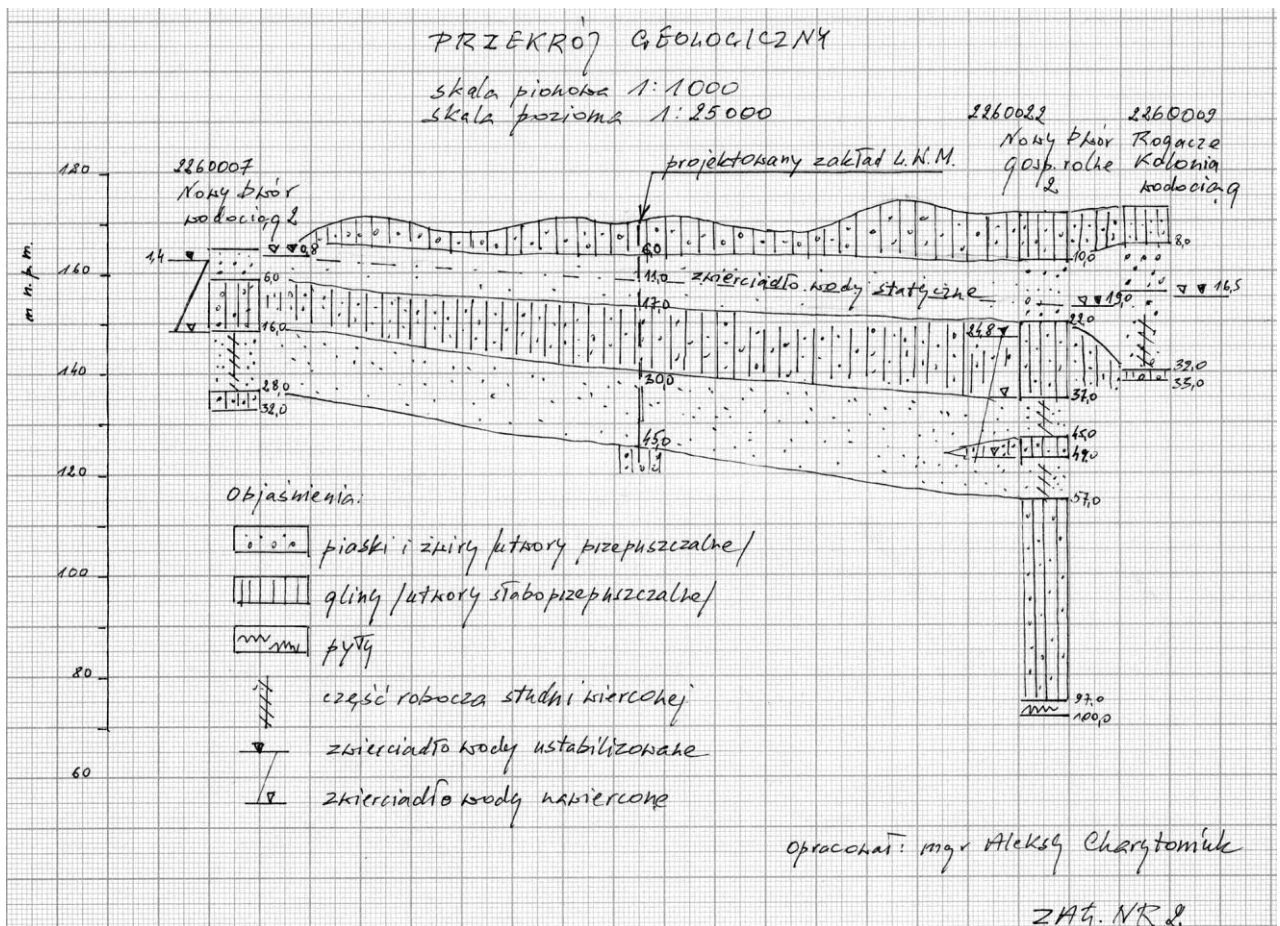 PRZEKRÓJ GEOLOGICZNY
skala pionowa 1:1000
skala pozioma 1:25000
2260007
Nowy Dwór
wodociąg 2
projektowany zakład U.W.M.
2260022
Nowy Dwór
gosp. rolne
2
2260009
Rogacze
Kolonia
wodociąg
m n.p.m.
180
160
140
120
100
80
60
1,4
6,0
16,0
28,0
32,0
0,8
6,0
11,0
17,0
30,0
45,0
zwierciadło wody statyczne
10,0
19,0
22,0
24,8
37,0
45,0
49,0
57,0
97,0
100,0
8,0
16,5
32,0
33,0
Objaśnienia:
piaski i żwiry /utwory przepuszczalne/
gliny /utwory słaboprzepuszczalne/
pyły
część robocza studni wierconej
zwierciadło wody ustabilizowane
zwierciadło wody nawiercone
opracował: mgr Aleksy Charytoniuk
ZAŁ. NR 2.